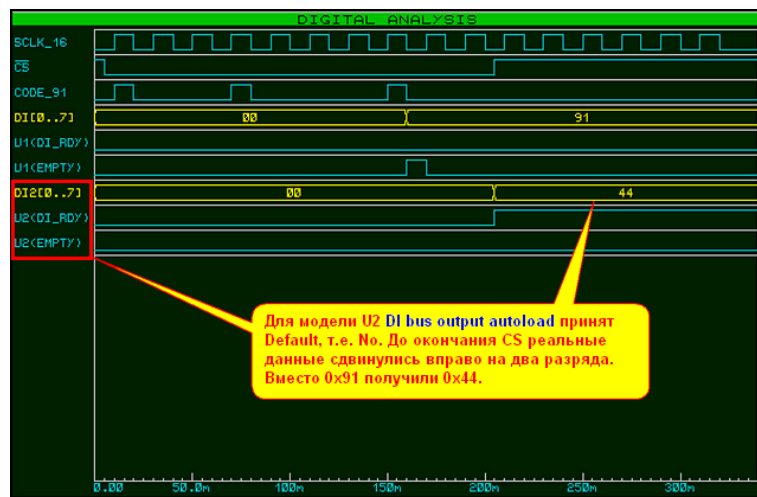 DIGITAL ANALYSIS
SCLK_16
CS
CODE_91
DI[0..7] 00 91
U1(DI_RDY)
U1(EMPTY)
DI2[0..7] 00 44
U2(DI_RDY)
U2(EMPTY)
Для модели U2 DI bus output autoload принят
Default, т.е. No. До окончания CS реальные
данные сдвинулись вправо на два разряда.
Вместо 0x91 получили 0x44.
0.00 50.0m 100m 150m 200m 250m 300m